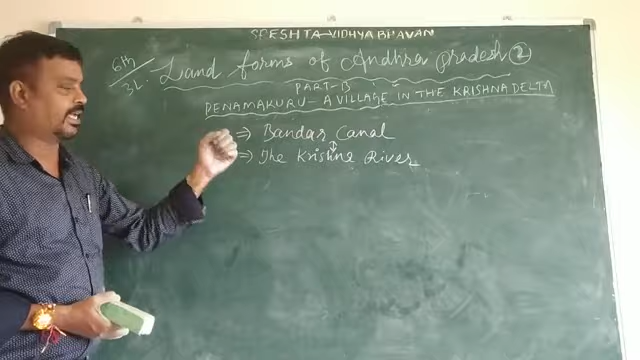 SRESHTA-VIDHYA BHAVAN
6th/3L. Land forms of Andhra Pradesh ②
PART-B
PENAMAKURU - A VILLAGE IN THE KRISHNA DELTA
⇒ Bandar Canal
⇒ The Krishna River